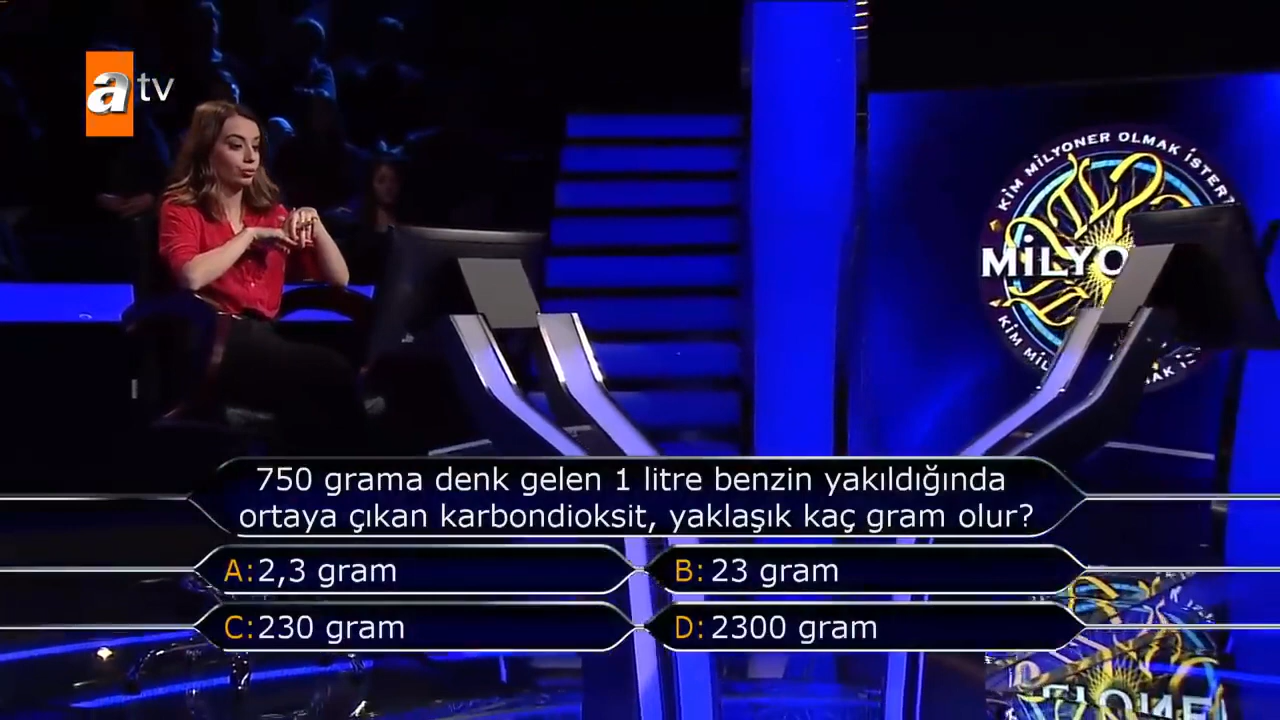 a tv
KİM MİLYONER OLMAK İSTER?
MİLYO
750 grama denk gelen 1 litre benzin yakıldığında
ortaya çıkan karbondioksit, yaklaşık kaç gram olur?
A: 2,3 gram
B: 23 gram
C: 230 gram
D: 2300 gram